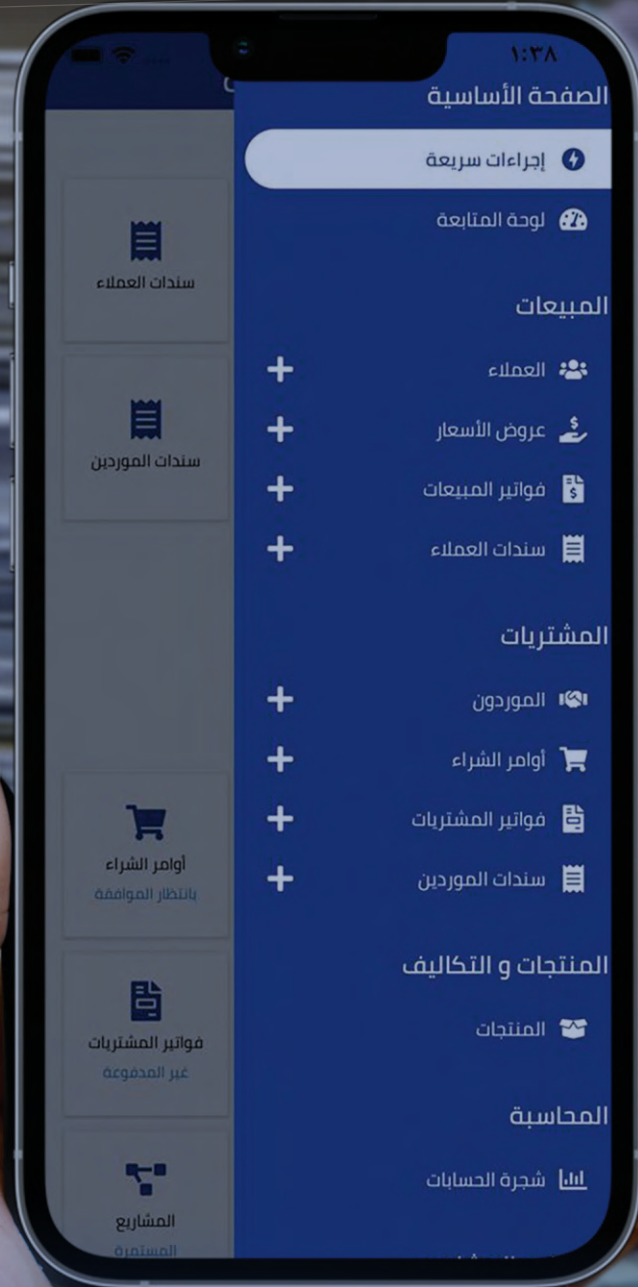 ١:٣٨
الصفحة الأساسية
إجراءات سريعة
لوحة المتابعة
المبيعات
العملاء
عروض الأسعار
فواتير المبيعات
سندات العملاء
المشتريات
الموردون
أوامر الشراء
فواتير المشتريات
سندات الموردين
المنتجات و التكاليف
المنتجات
المحاسبة
شجرة الحسابات
سندات العملاء
سندات الموردين
أوامر الشراء
بانتظار الموافقة
فواتير المشتريات
غير المدفوعة
المشاريع
المستمرة